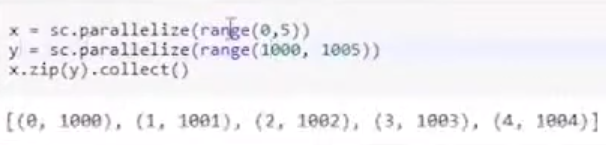 x = sc.parallelize(range(0,5))
y = sc.parallelize(range(1000, 1005))
x.zip(y).collect()
[(0, 1000), (1, 1001), (2, 1002), (3, 1003), (4, 1004)]